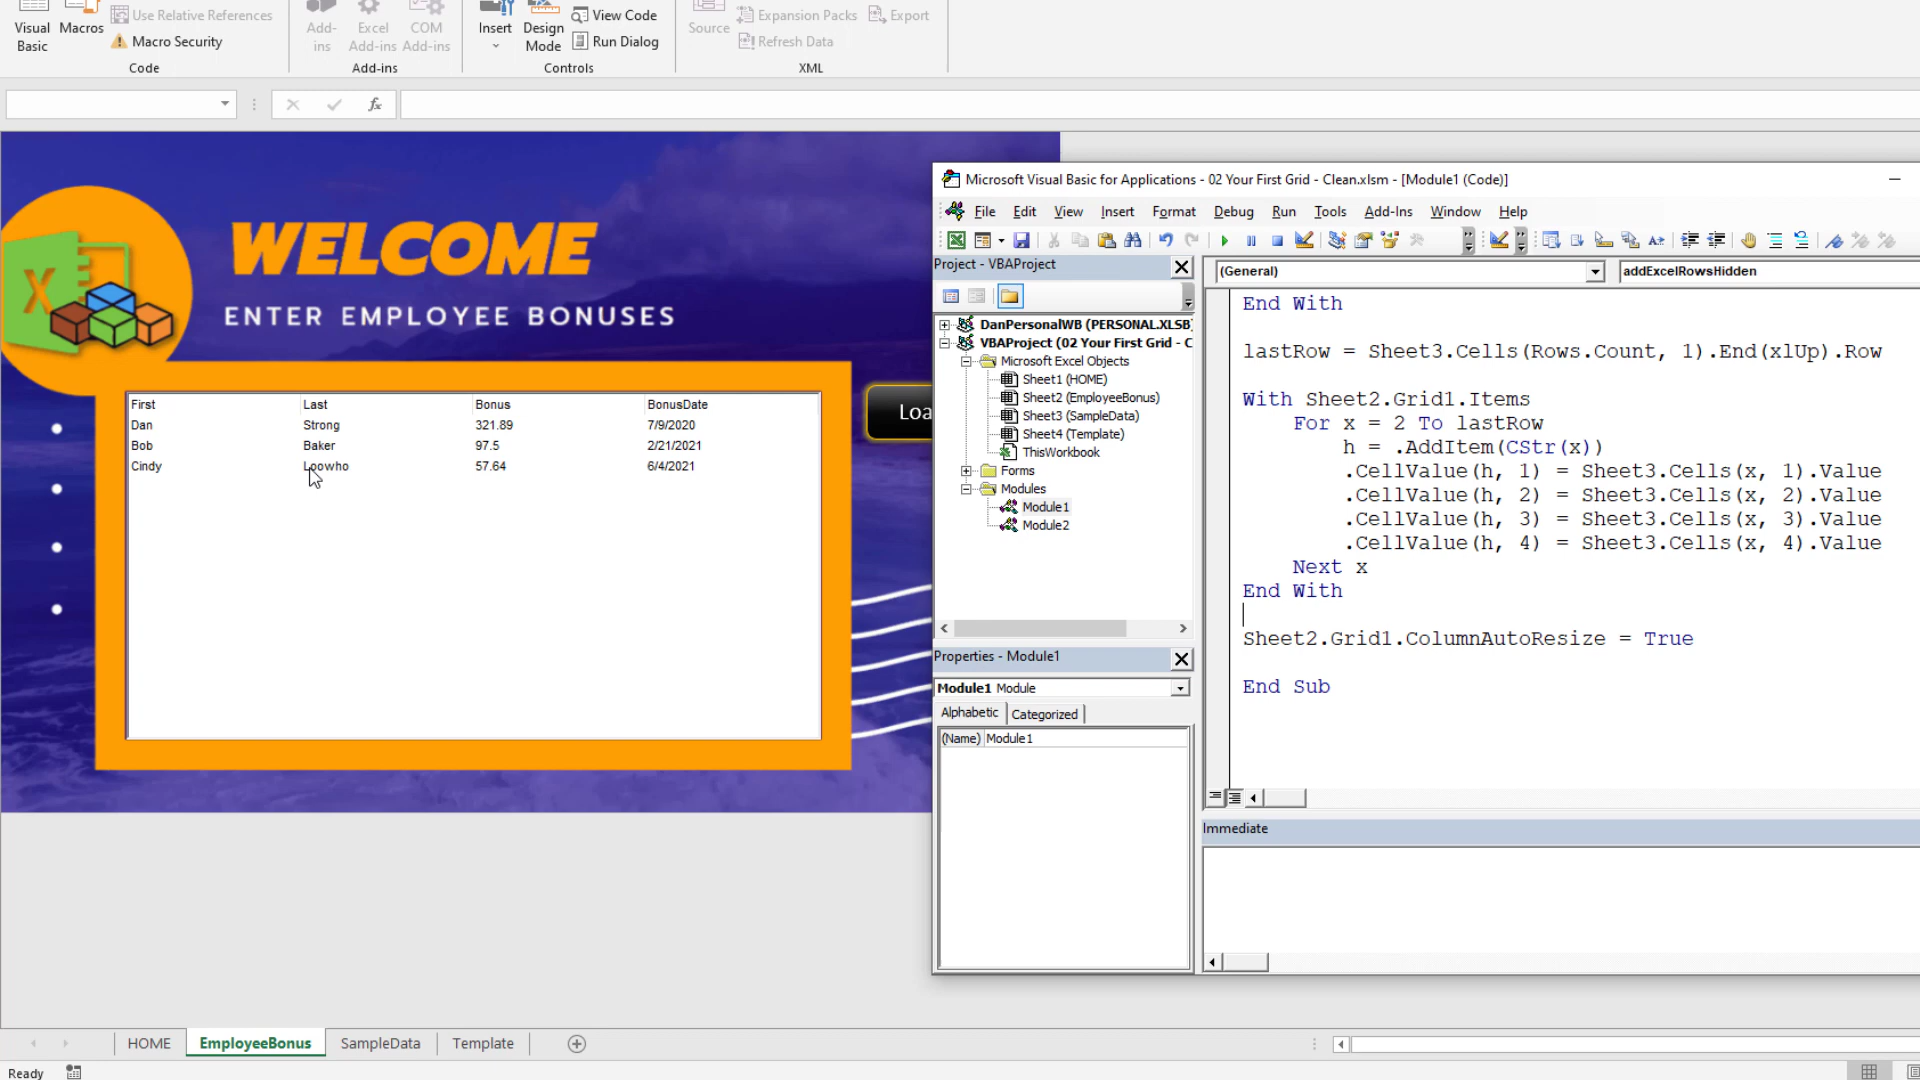 Visual Basic
Macros
Use Relative References
Macro Security
Code
Add-ins
Excel Add-ins
COM Add-ins
Add-ins
Insert
Design Mode
View Code
Run Dialog
Controls
Source
Expansion Packs
Export
Refresh Data
XML
fx
WELCOME
ENTER EMPLOYEE BONUSES
First Last Bonus BonusDate
Dan Strong 321.89 7/9/2020
Bob Baker 97.5 2/21/2021
Cindy Loowho 57.64 6/4/2021
Loa
Microsoft Visual Basic for Applications - 02 Your First Grid - Clean.xlsm - [Module1 (Code)]
File Edit View Insert Format Debug Run Tools Add-Ins Window Help
Project - VBAProject
DanPersonalWB (PERSONAL.XLSB)
VBAProject (02 Your First Grid - C
Microsoft Excel Objects
Sheet1 (HOME)
Sheet2 (EmployeeBonus)
Sheet3 (SampleData)
Sheet4 (Template)
ThisWorkbook
Forms
Modules
Module1
Module2
Properties - Module1
Module1 Module
Alphabetic Categorized
(Name) Module1
(General) addExcelRowsHidden
End With
lastRow = Sheet3.Cells(Rows.Count, 1).End(xlUp).Row
With Sheet2.Grid1.Items
For x = 2 To lastRow
h = .AddItem(CStr(x))
.CellValue(h, 1) = Sheet3.Cells(x, 1).Value
.CellValue(h, 2) = Sheet3.Cells(x, 2).Value
.CellValue(h, 3) = Sheet3.Cells(x, 3).Value
.CellValue(h, 4) = Sheet3.Cells(x, 4).Value
Next x
End With
Sheet2.Grid1.ColumnAutoResize = True
End Sub
Immediate
HOME EmployeeBonus SampleData Template
Ready